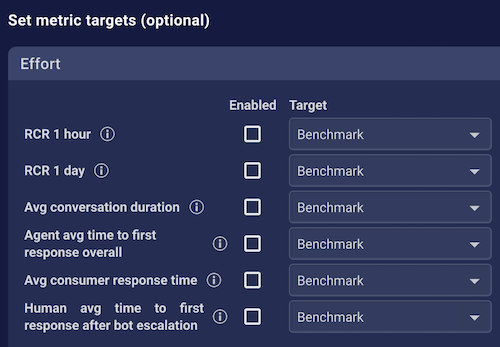 Set metric targets (optional)
Effort
Enabled Target
RCR 1 hour Benchmark
RCR 1 day Benchmark
Avg conversation duration Benchmark
Agent avg time to first
response overall Benchmark
Avg consumer response time Benchmark
Human avg time to first
response after bot escalation Benchmark